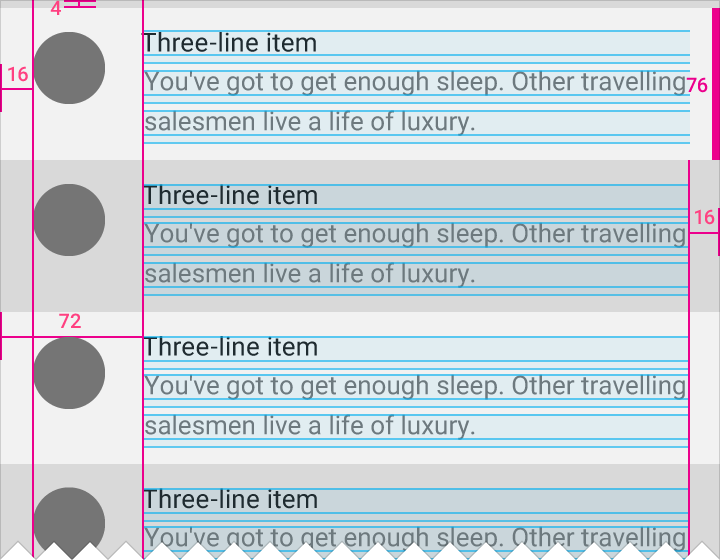 4
Three-line item
16
You've got to get enough sleep. Other travelling
76
salesmen live a life of luxury.
Three-line item
16
You've got to get enough sleep. Other travelling
salesmen live a life of luxury.
72
Three-line item
You've got to get enough sleep. Other travelling
salesmen live a life of luxury.
Three-line item
You've got to get enough sleep. Other travelling